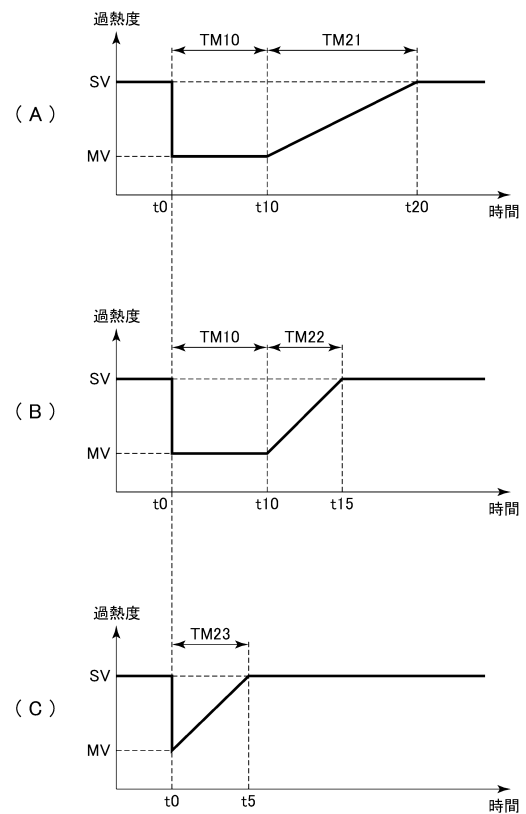 過熱度
TM10 TM21
SV
(A)
MV
t0 t10 t20
時間
過熱度
TM10 TM22
SV
(B)
MV
t0 t10 t15
時間
過熱度
TM23
SV
(C)
MV
t0 t5
時間